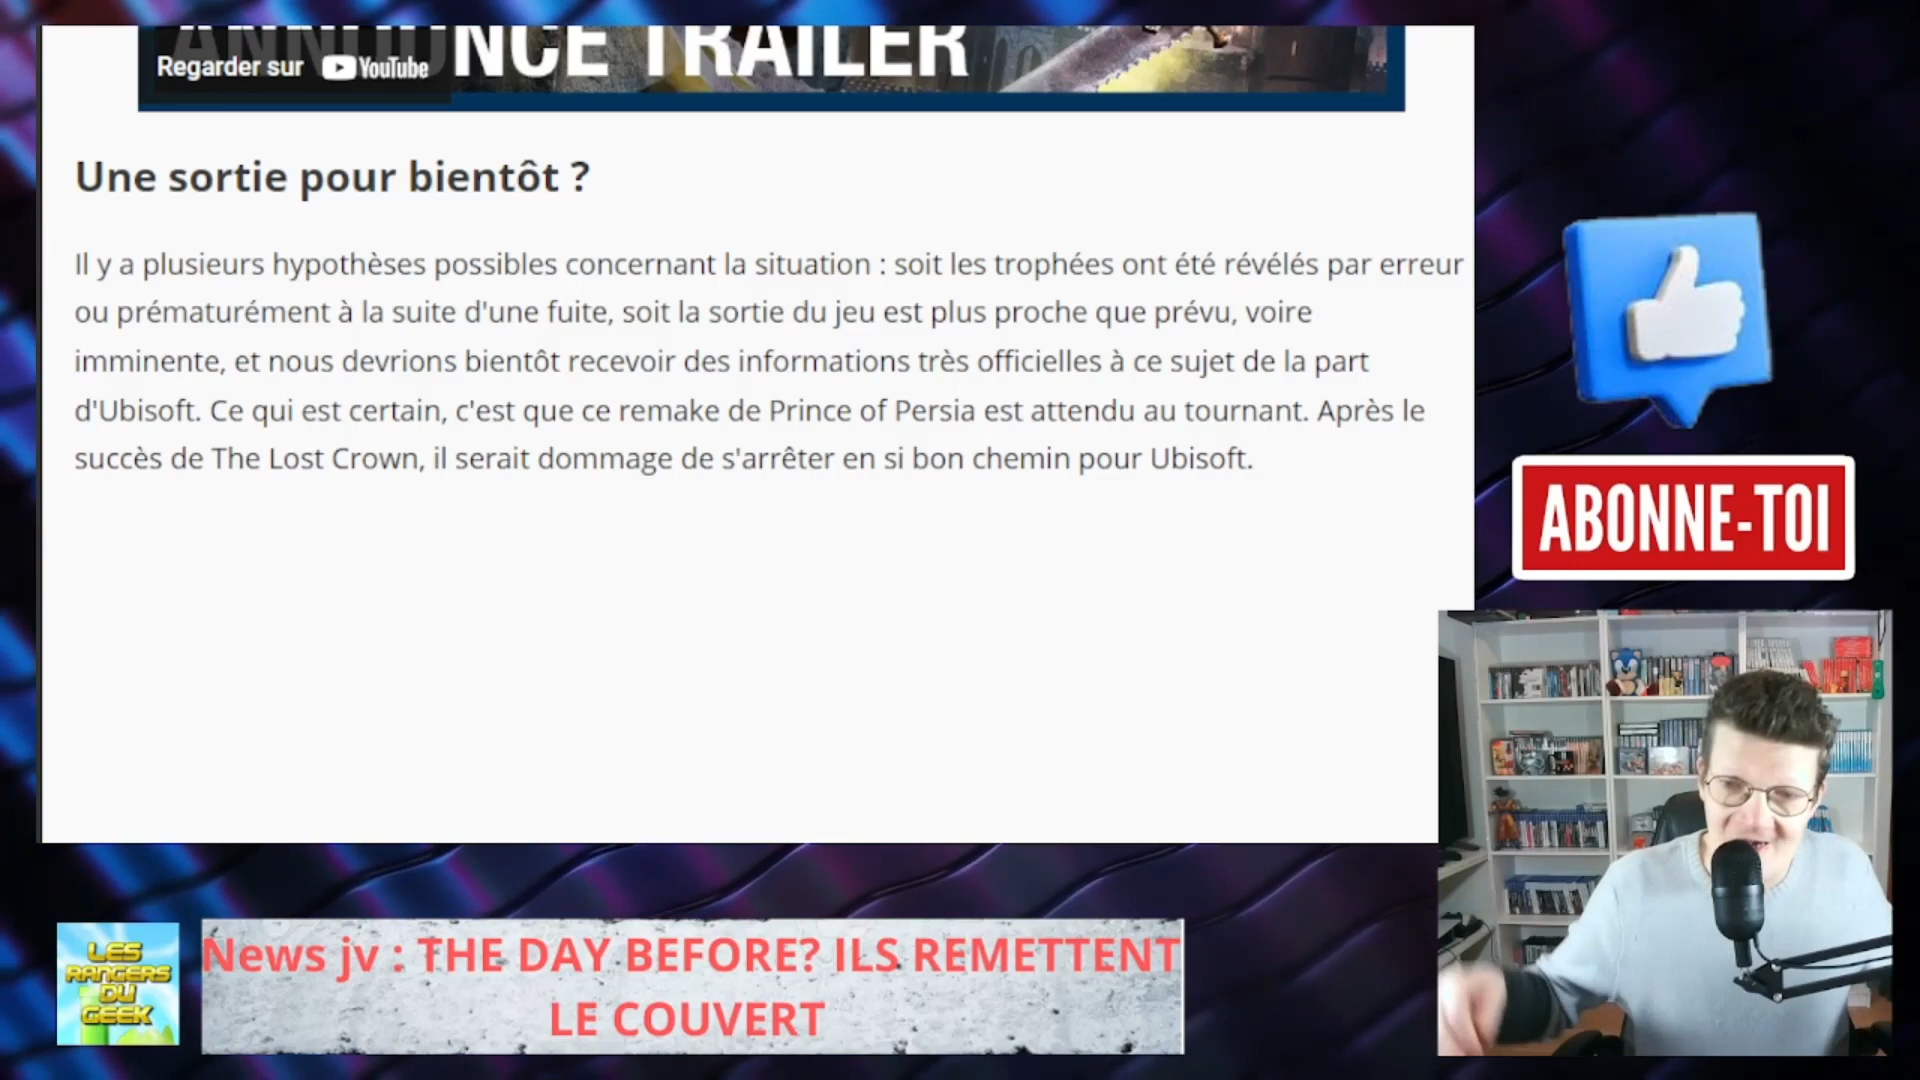 NCE TRAILER
Regarder sur YouTube
Une sortie pour bientôt ?
Il y a plusieurs hypothèses possibles concernant la situation : soit les trophées ont été révélés par erreur
ou prématurément à la suite d'une fuite, soit la sortie du jeu est plus proche que prévu, voire
imminente, et nous devrions bientôt recevoir des informations très officielles à ce sujet de la part
d'Ubisoft. Ce qui est certain, c'est que ce remake de Prince of Persia est attendu au tournant. Après le
succès de The Lost Crown, il serait dommage de s'arrêter en si bon chemin pour Ubisoft.
ABONNE-TOI
LES
RANGERS
DU
GEEK
News jv : THE DAY BEFORE? ILS REMETTENT
LE COUVERT